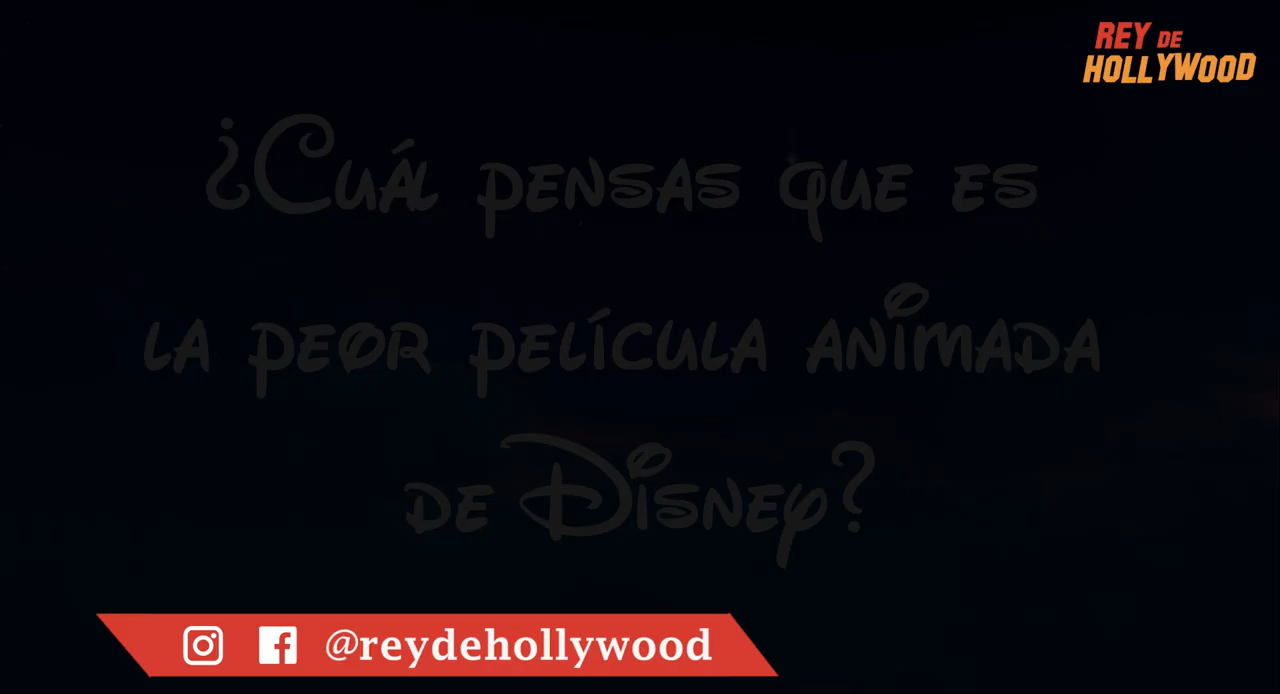 REY DE
HOLLYWOOD
¿Cuál pensas que es
la peor película animada
de Disney?
@reydehollywood